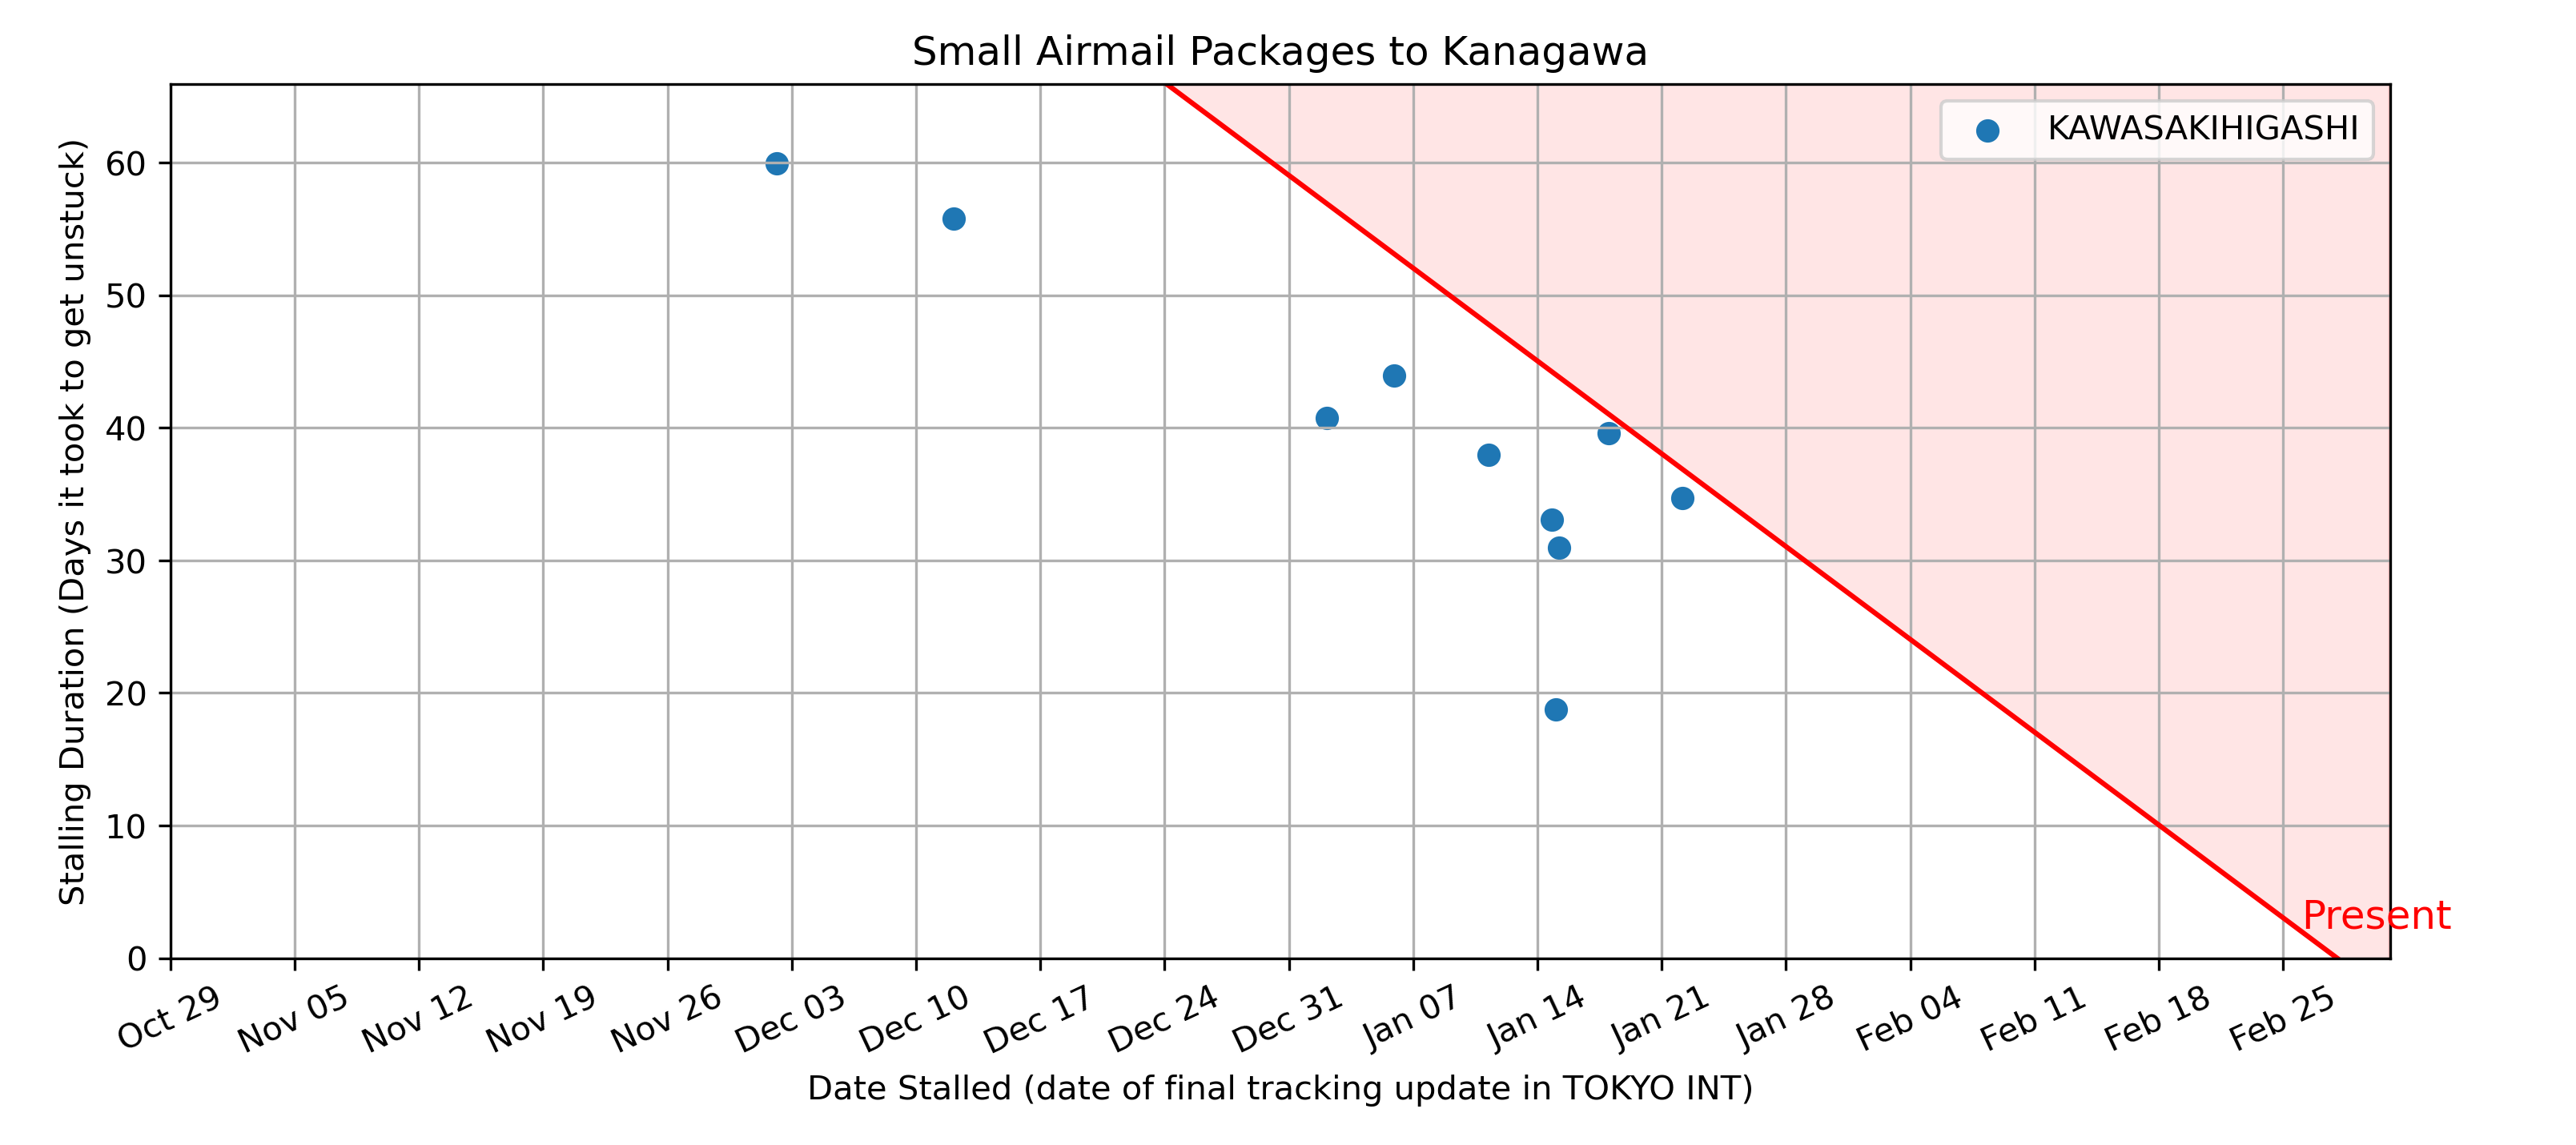 Small Airmail Packages to Kanagawa
KAWASAKIHIGASHI
Stalling Duration (Days it took to get unstuck)
60
50
40
30
20
10
0
Present
Oct 29
Nov 05
Nov 12
Nov 19
Nov 26
Dec 03
Dec 10
Dec 17
Dec 24
Dec 31
Jan 07
Jan 14
Jan 21
Jan 28
Feb 04
Feb 11
Feb 18
Feb 25
Date Stalled (date of final tracking update in TOKYO INT)